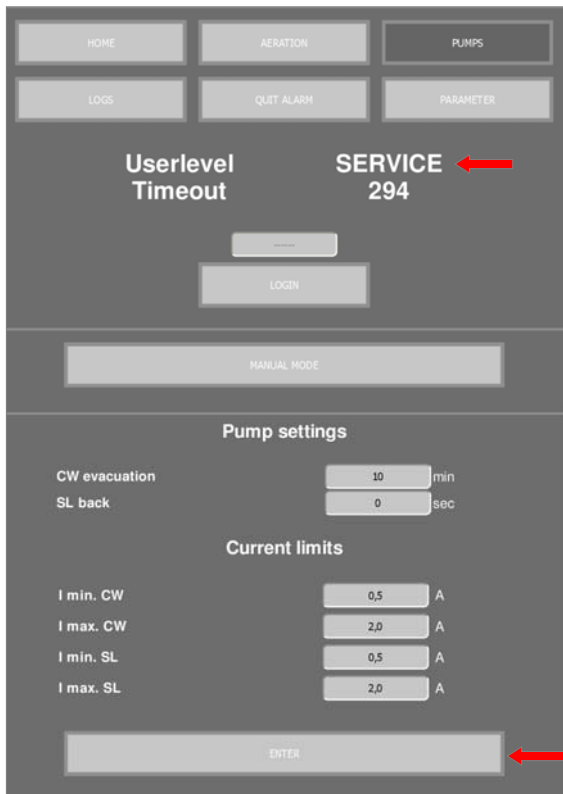 HOME AERATION PUMPS
LOGS QUIT ALARM PARAMETER
Userlevel SERVICE
Timeout 294
----
LOGIN
MANUAL MODE
Pump settings
CW evacuation 10 min
SL back 0 sec
Current limits
I min. CW 0,5 A
I max. CW 2,0 A
I min. SL 0,5 A
I max. SL 2,0 A
ENTER